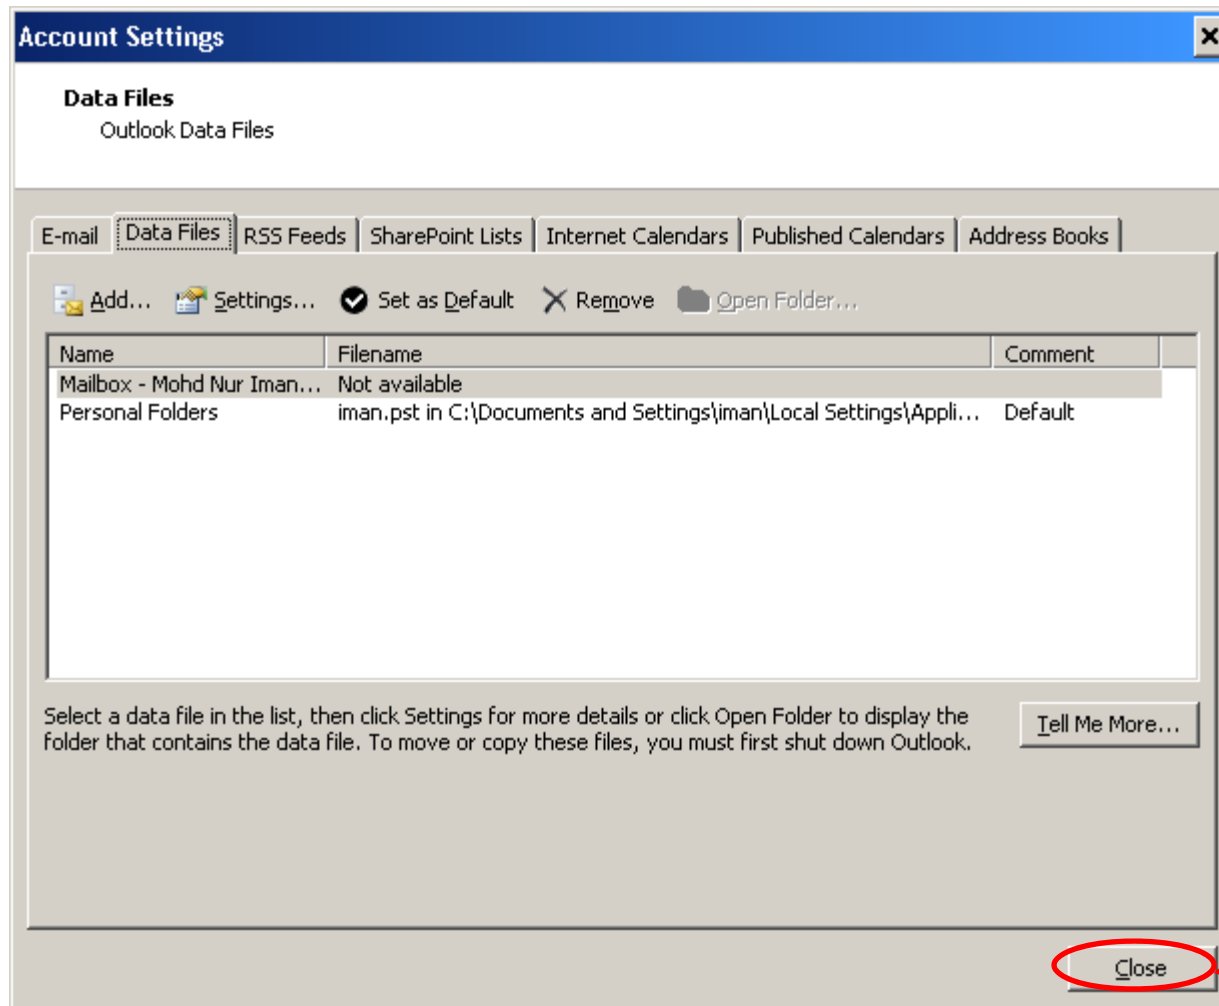 Account Settings
Data Files
Outlook Data Files
E-mail Data Files RSS Feeds SharePoint Lists Internet Calendars Published Calendars Address Books
Add... Settings... Set as Default Remove Open Folder...
Name Filename Comment
Mailbox - Mohd Nur Iman... Not available
Personal Folders iman.pst in C:\Documents and Settings\iman\Local Settings\Appli... Default
Select a data file in the list, then click Settings for more details or click Open Folder to display the
folder that contains the data file. To move or copy these files, you must first shut down Outlook.
Tell Me More...
Close